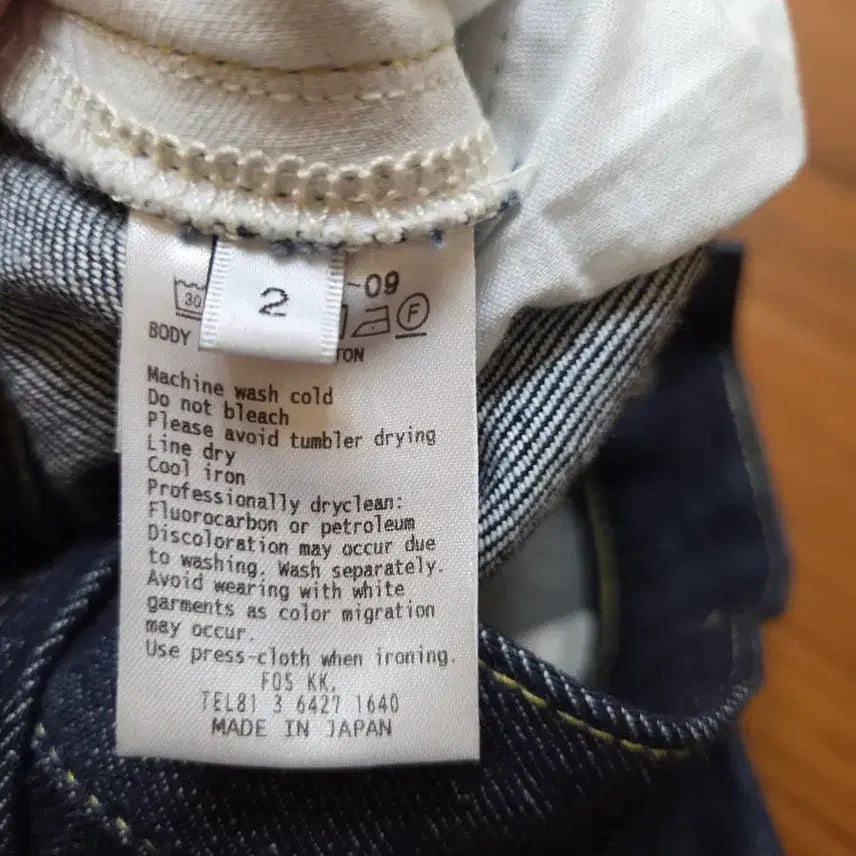 2
-09
30
F
BODY
TON
Machine wash cold
Do not bleach
Please avoid tumbler drying
Line dry
Cool iron
Professionally dryclean:
Fluorocarbon or petroleum
Discoloration may occur due
to washing. Wash separately.
Avoid wearing with white
garments as color migration
may occur.
Use press-cloth when ironing.
FOS KK.
TEL81 3 6427 1640
MADE IN JAPAN